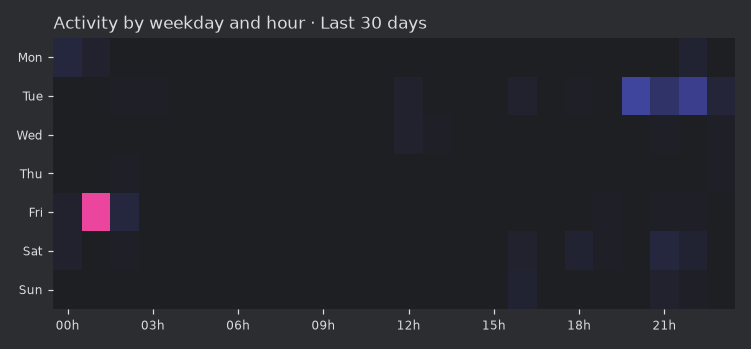 Activity by weekday and hour · Last 30 days
Mon
Tue
Wed
Thu
Fri
Sat
Sun
00h 03h 06h 09h 12h 15h 18h 21h